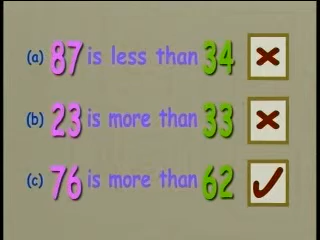 (a) 87 is less than 34 ×
(b) 23 is more than 33 ×
(c) 76 is more than 62 ✓